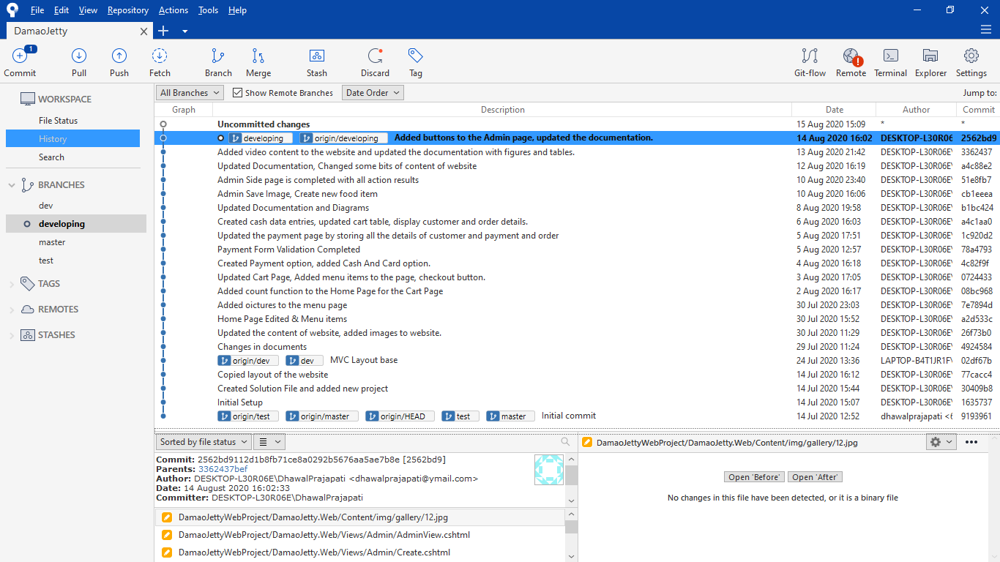 File Edit View Repository Actions Tools Help
DamaoJetty
1
Commit Pull Push Fetch Branch Merge Stash Discard Tag Git-flow Remote Terminal Explorer Settings
WORKSPACE
File Status
History
Search
BRANCHES
dev
developing
master
test
TAGS
REMOTES
STASHES
All Branches Show Remote Branches Date Order Jump to:
Graph Description Date Author Commit
Uncommitted changes 15 Aug 2020 15:09 * *
developing origin/developing Added buttons to the Admin page, updated the documentation. 14 Aug 2020 16:02 DESKTOP-L30R06 2562bd9
Added video content to the website and updated the documentation with figures and tables. 13 Aug 2020 21:42 DESKTOP-L30R06E\ 3362437
Updated Documentation, Changed some bits of content of website 12 Aug 2020 16:19 DESKTOP-L30R06E\ a4c88e2
Admin Side page is completed with all action results 10 Aug 2020 23:40 DESKTOP-L30R06E\ 51e8fb7
Admin Save Image, Create new food item 10 Aug 2020 16:06 DESKTOP-L30R06E\ cb1eeea
Updated Documentation and Diagrams 8 Aug 2020 19:58 DESKTOP-L30R06E\ b1bc424
Created cash data entries, updated cart table, display customer and order details. 6 Aug 2020 16:03 DESKTOP-L30R06E\ a4c1aa0
Updated the payment page by storing all the details of customer and payment and order 5 Aug 2020 17:51 DESKTOP-L30R06E\ 1c920d2
Payment Form Validation Completed 5 Aug 2020 12:57 DESKTOP-L30R06E\ 78a4793
Created Payment option, added Cash And Card option. 4 Aug 2020 16:18 DESKTOP-L30R06E\ 4c82f9f
Updated Cart Page, Added menu items to the page, checkout button. 3 Aug 2020 17:05 DESKTOP-L30R06E\ 0724433
Added count function to the Home Page for the Cart Page 2 Aug 2020 16:17 DESKTOP-L30R06E\ 08bc968
Added oictures to the menu page 30 Jul 2020 23:03 DESKTOP-L30R06E\ 7e7894d
Home Page Edited & Menu items 30 Jul 2020 15:52 DESKTOP-L30R06E\ a2d533c
Updated the content of website, added images to website. 30 Jul 2020 11:29 DESKTOP-L30R06E\ 26f73b0
Changes in documents 29 Jul 2020 11:24 DESKTOP-L30R06E\ 4924584
origin/dev dev MVC Layout base 24 Jul 2020 13:36 LAPTOP-B4T1JR1F\ 02df67b
Copied layout of the website 14 Jul 2020 16:12 DESKTOP-L30R06E\ 77cacc4
Created Solution File and added new project 14 Jul 2020 15:44 DESKTOP-L30R06E\ 30409b8
Initial Setup 14 Jul 2020 15:07 DESKTOP-L30R06E\ 1635737
origin/test origin/master origin/HEAD test master Initial commit 14 Jul 2020 12:52 dhawalprajapati <6 9193961
Sorted by file status
Commit: 2562bd9112d1b8fb71ce8a0292b5676aa5ae7b8e [2562bd9]
Parents: 3362437bef
Author: DESKTOP-L30R06E\DhawalPrajapati <dhawalprajapati@ymail.com>
Date: 14 August 2020 16:02:33
Committer: DESKTOP-L30R06E\DhawalPrajapati
DamaoJettyWebProject/DamaoJetty.Web/Content/img/gallery/12.jpg
DamaoJettyWebProject/DamaoJetty.Web/Views/Admin/AdminView.cshtml
DamaoJettyWebProject/DamaoJetty.Web/Views/Admin/Create.cshtml
DamaoJettyWebProject/DamaoJetty.Web/Content/img/gallery/12.jpg
Open 'Before' Open 'After'
No changes in this file have been detected, or it is a binary file